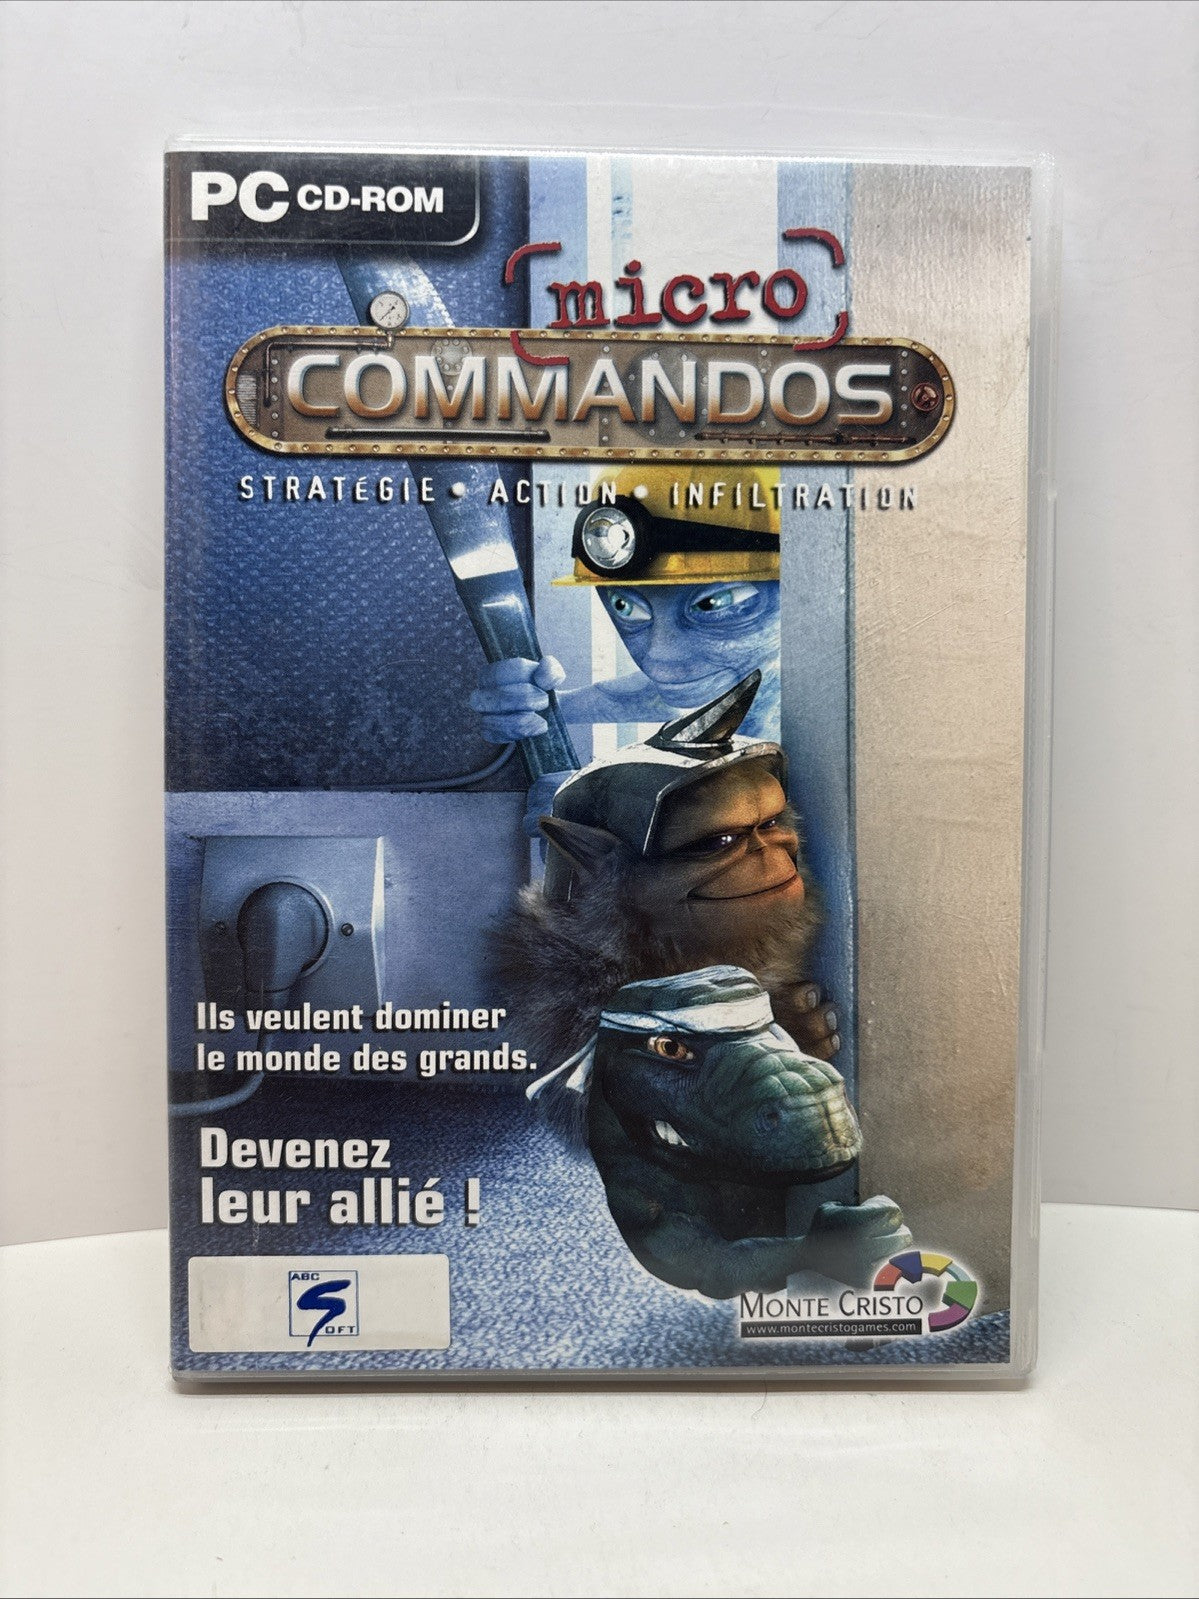 PC CD-ROM
micro
COMMANDOS
STRATÉGIE • ACTION • INFILTRATION
Ils veulent dominer
le monde des grands.
Devenez
leur allié !
ABC
SOFT
MONTE CRISTO
www.montecristogames.com